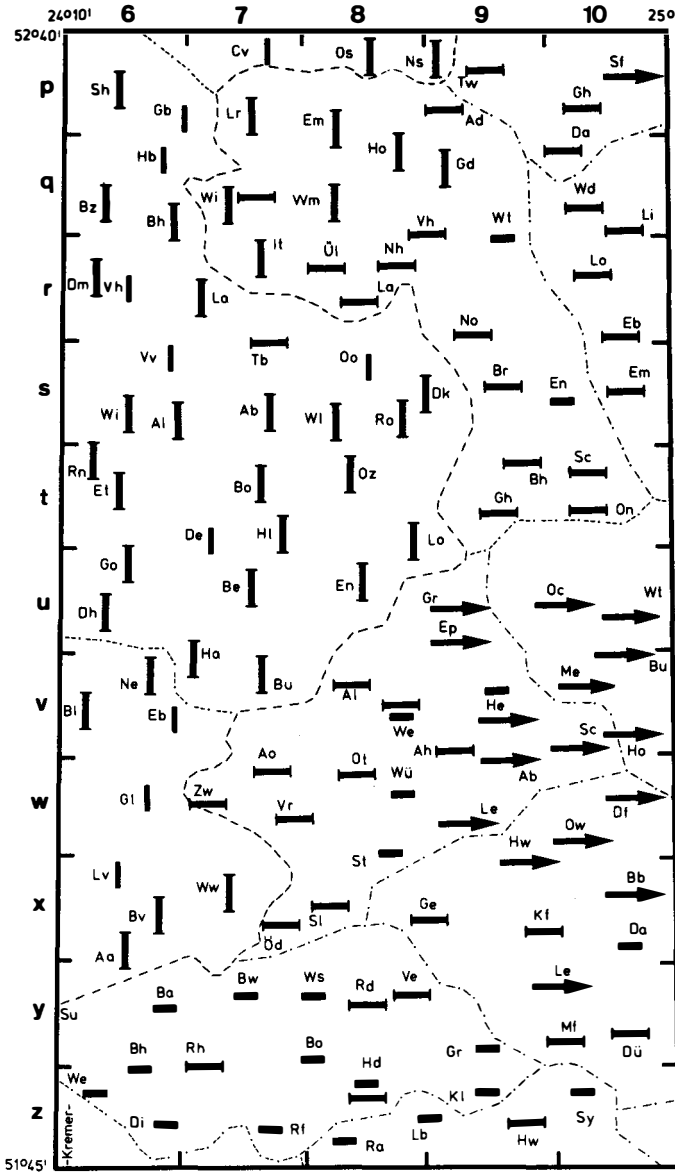 24°10' 6 7 8 9 10 25°
52°40'
Cv Os Ns Tw Sf
p Sh Gb Lr Em Ad Gh
Hb Ho Gd Da
q Bz Bh Wi Wm Vh Wt Wd Li
It Ül Nh Lo
r Dm Vh La La No Eb
Vv Tb Oo Br En Em
s Wi Al Ab Wl Ro Dk
Rn Et Bo Oz Bh Sc
t De Hl Lo Gh On
Go Be En Gr Oc Wt
u Dh Ep Bu
Ha
Ne Bu Al Me
v Bl Eb We He Sc Ho
Ao Ot Ah Ab
w Gl Zw Vr Wü Le Df
St Hw Ow
Lv Ww Bb
x Bv Sl Ge Kf Da
Aa Öd
Ba Bw Ws Rd Ve Le
y Su Mf Dü
Bh Rh Bo Hd Gr
We Kl
z Di Rf Ra Lb Hw Sy
-Kremer-
51°45'